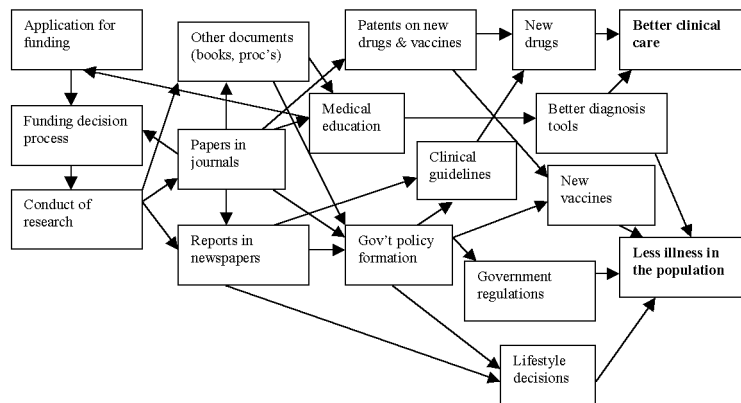 Application for
funding
Other documents
(books, proc's)
Patents on new
drugs & vaccines
New
drugs
Better clinical
care
Funding decision
process
Medical
education
Better diagnosis
tools
Papers in
journals
Clinical
guidelines
Conduct of
research
New
vaccines
Reports in
newspapers
Gov't policy
formation
Less illness in
the population
Government
regulations
Lifestyle
decisions